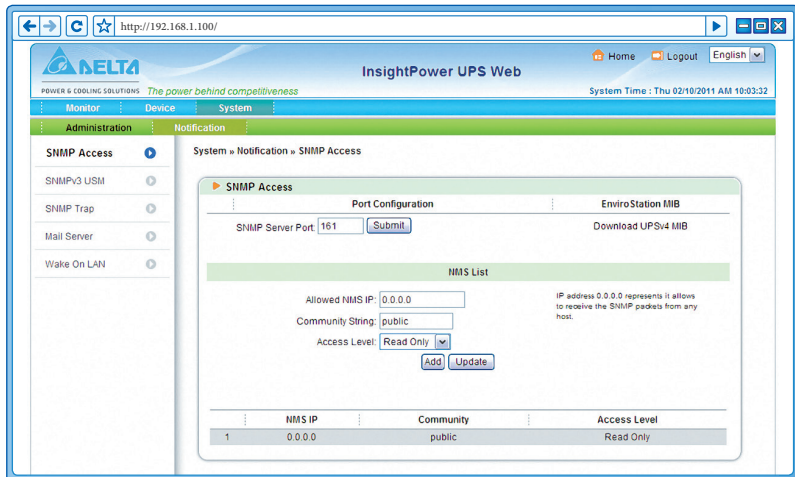 http://192.168.1.100/
DELTA
POWER & COOLING SOLUTIONS
The power behind competitiveness
InsightPower UPS Web
Home
Logout
English
System Time : Thu 02/10/2011 AM 10:03:32
Monitor
Device
System
Administration
Notification
SNMP Access
SNMPv3 USM
SNMP Trap
Mail Server
Wake On LAN
System » Notification » SNMP Access
SNMP Access
Port Configuration
EnviroStation MIB
SNMP Server Port: 161 Submit
Download UPSv4 MIB
NMS List
Allowed NMS IP: 0.0.0.0
Community String: public
Access Level: Read Only
Add Update
IP address 0.0.0.0 represents it allows
to receive the SNMP packets from any
host.
NMS IP Community Access Level
1 0.0.0.0 public Read Only